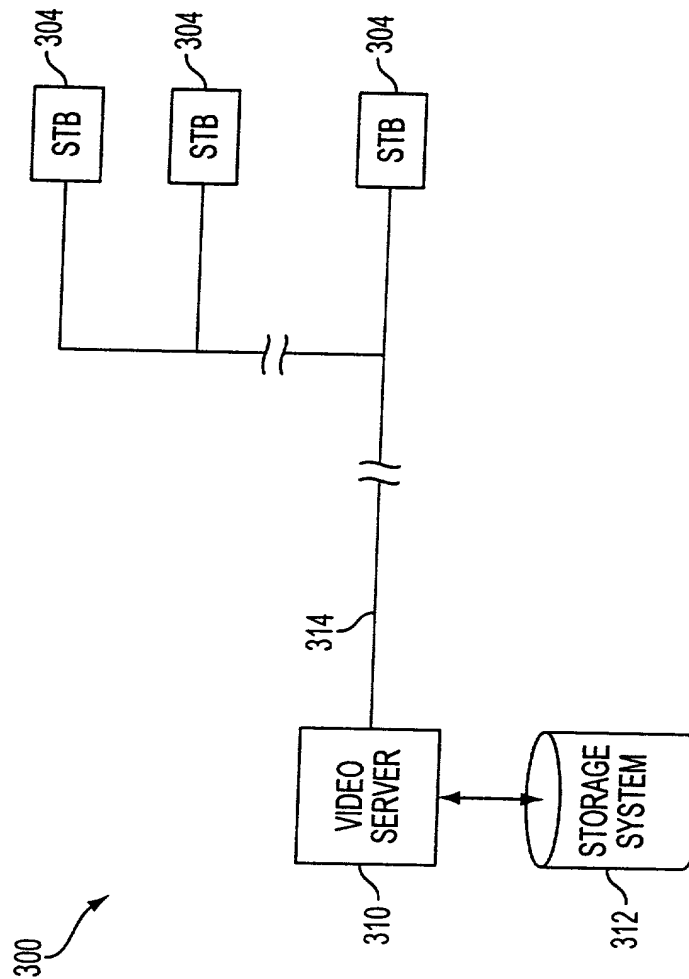 300
304
STB
304
STB
304
STB
314
VIDEO
SERVER
310
STORAGE
SYSTEM
312